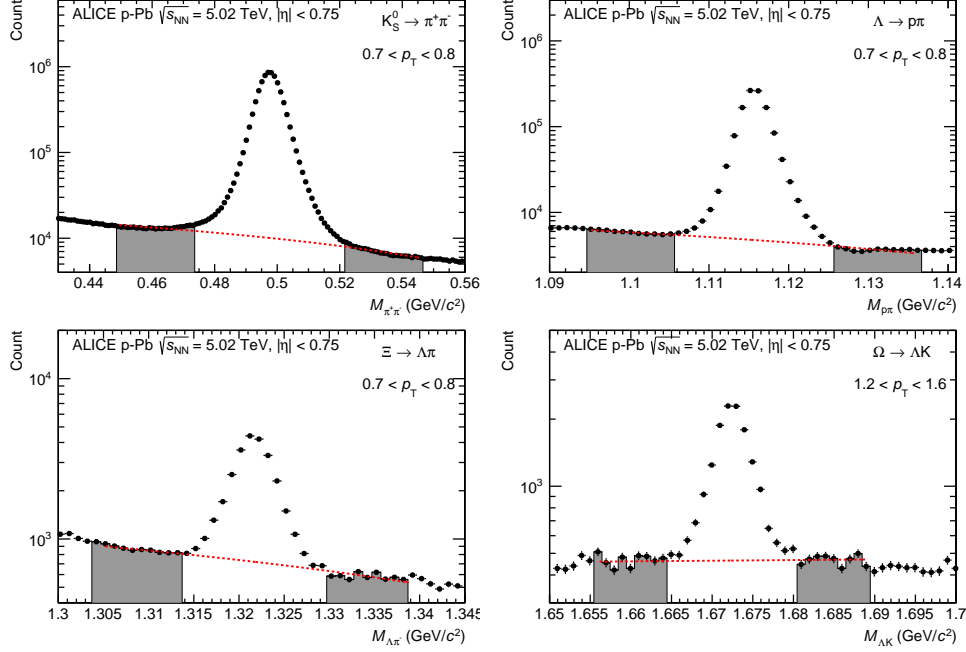 Count
ALICE p-Pb √s_NN = 5.02 TeV, |η| < 0.75
K⁰_S → π⁺π⁻
0.7 < p_T < 0.8
10⁶
10⁵
10⁴
0.44 0.46 0.48 0.5 0.52 0.54 0.56
M_π⁺π⁻ (GeV/c²)
Count
ALICE p-Pb √s_NN = 5.02 TeV, |η| < 0.75
Λ → pπ
0.7 < p_T < 0.8
10⁶
10⁵
10⁴
1.09 1.1 1.11 1.12 1.13 1.14
M_pπ (GeV/c²)
Count
ALICE p-Pb √s_NN = 5.02 TeV, |η| < 0.75
Ξ → Λπ
0.7 < p_T < 0.8
10⁴
10³
1.3 1.305 1.31 1.315 1.32 1.325 1.33 1.335 1.34 1.345
M_Λπ⁻ (GeV/c²)
Count
ALICE p-Pb √s_NN = 5.02 TeV, |η| < 0.75
Ω → ΛK
1.2 < p_T < 1.6
10³
1.65 1.655 1.66 1.665 1.67 1.675 1.68 1.685 1.69 1.695 1.7
M_ΛK (GeV/c²)